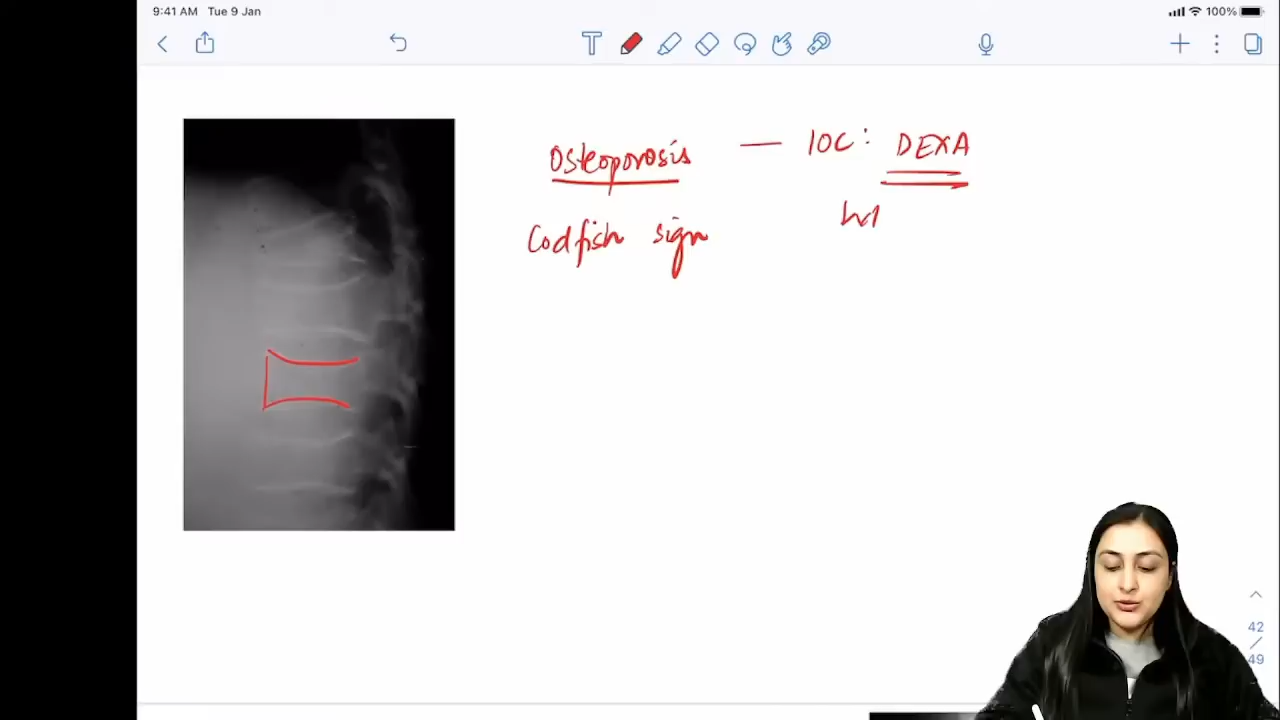 9:41 AM Tue 9 Jan
100%
T
Osteoporosis — IOC: DEXA
Codfish sign
42
49